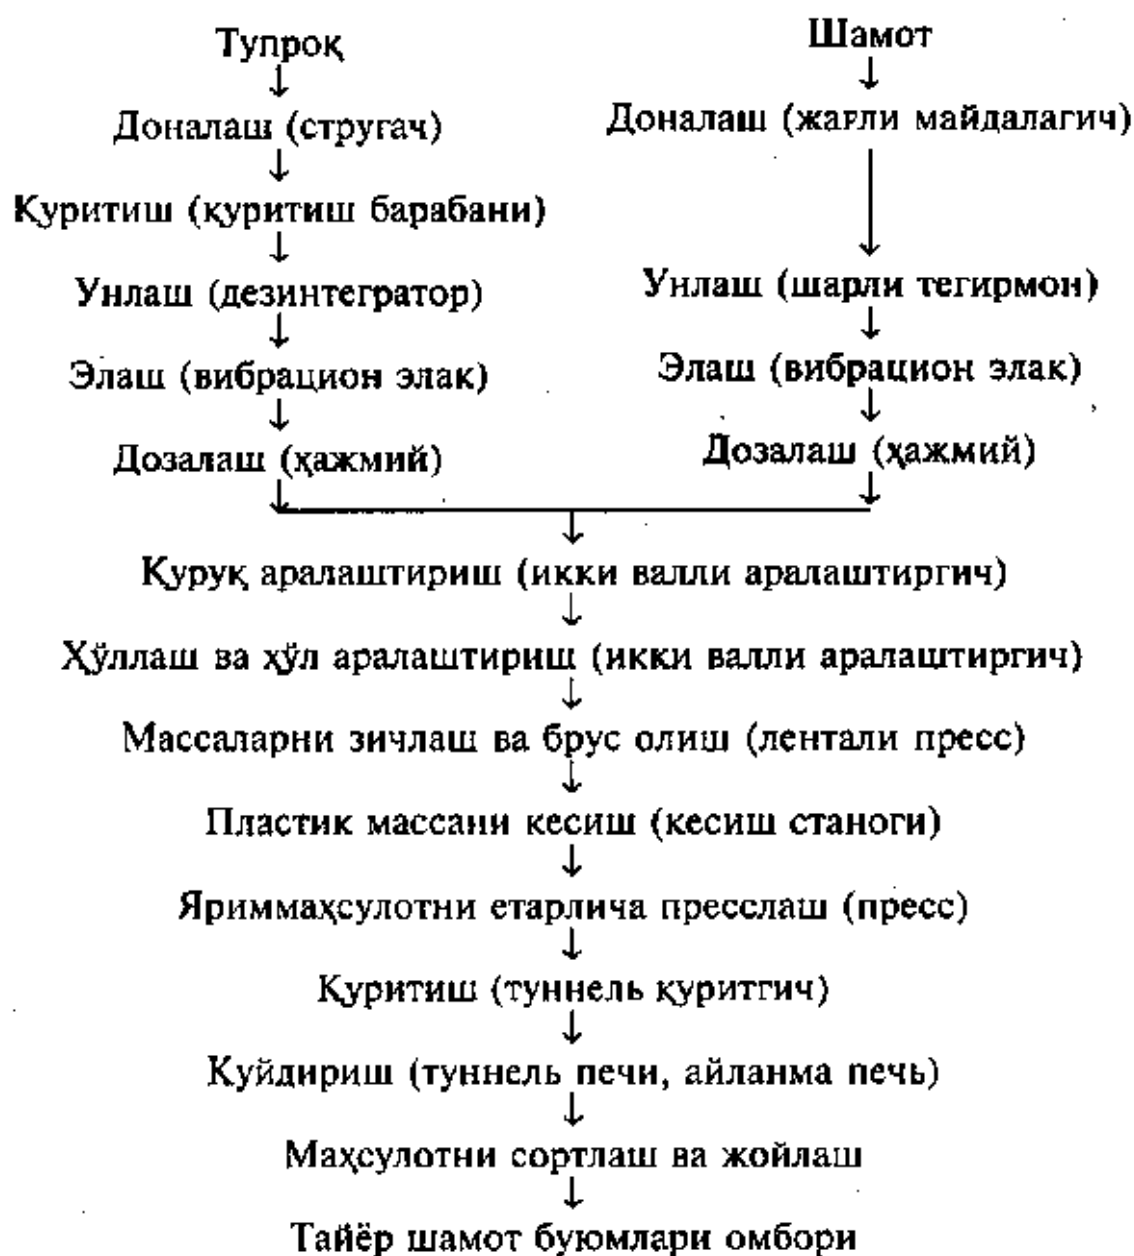 Тупроқ
Доналаш (стругач)
Қуритиш (қуритиш барабани)
Унлаш (дезинтегратор)
Элаш (вибрацион элак)
Дозалаш (ҳажмий)
Шамот
Доналаш (жағли майдалагич)
Унлаш (шарли тегирмон)
Элаш (вибрацион элак)
Дозалаш (ҳажмий)
Қуруқ аралаштириш (икки валли аралаштиргич)
Ҳўллаш ва ҳўл аралаштириш (икки валли аралаштиргич)
Массаларни зичлаш ва брус олиш (лентали пресс)
Пластик массани кесиш (кесиш станоги)
Яриммаҳсулотни етарлича пресслаш (пресс)
Қуритиш (туннель қуритгич)
Куйдириш (туннель печи, айланма печь)
Маҳсулотни сортлаш ва жойлаш
Тайёр шамот буюмлари омбори